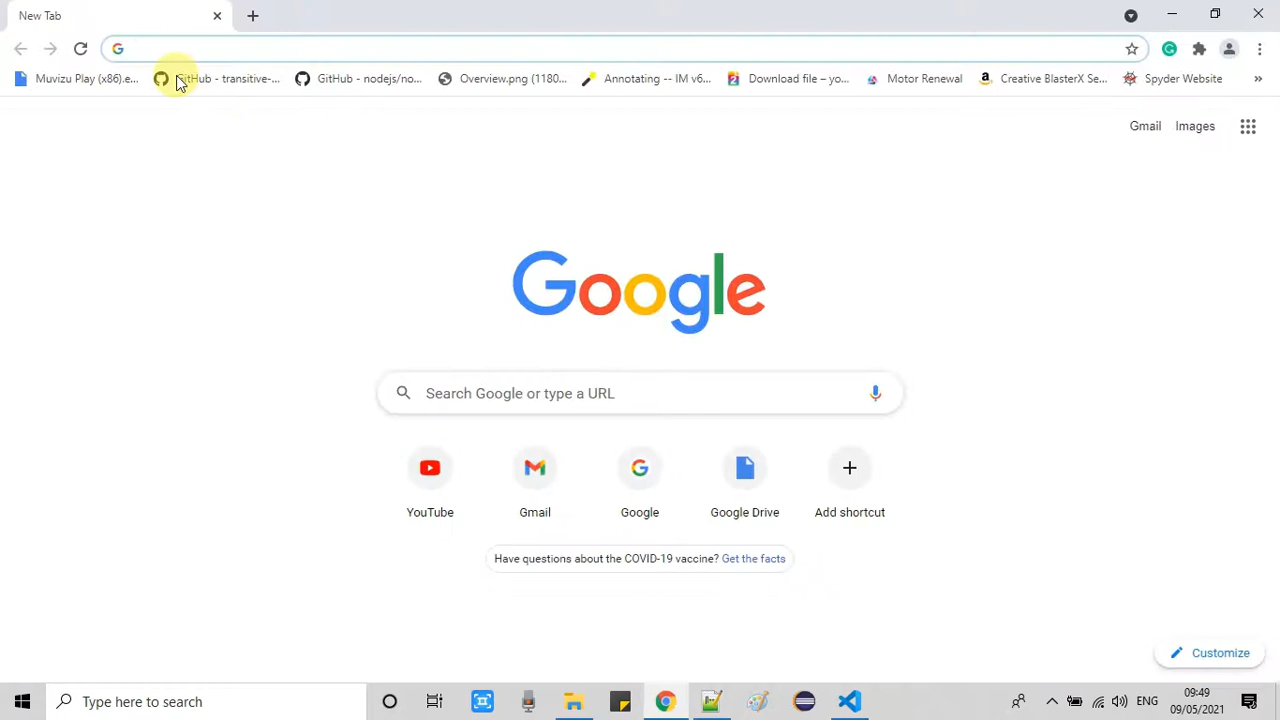 New Tab
Muvizu Play (x86).e...
GitHub - transitive-...
GitHub - nodejs/no...
Overview.png (1180...
Annotating -- IM v6...
Download file – yo...
Motor Renewal
Creative BlasterX Se...
Spyder Website
»
Gmail
Images
Google
Search Google or type a URL
YouTube
Gmail
Google
Google Drive
Add shortcut
Have questions about the COVID-19 vaccine? Get the facts
Customize
Type here to search
ENG
09:49
09/05/2021